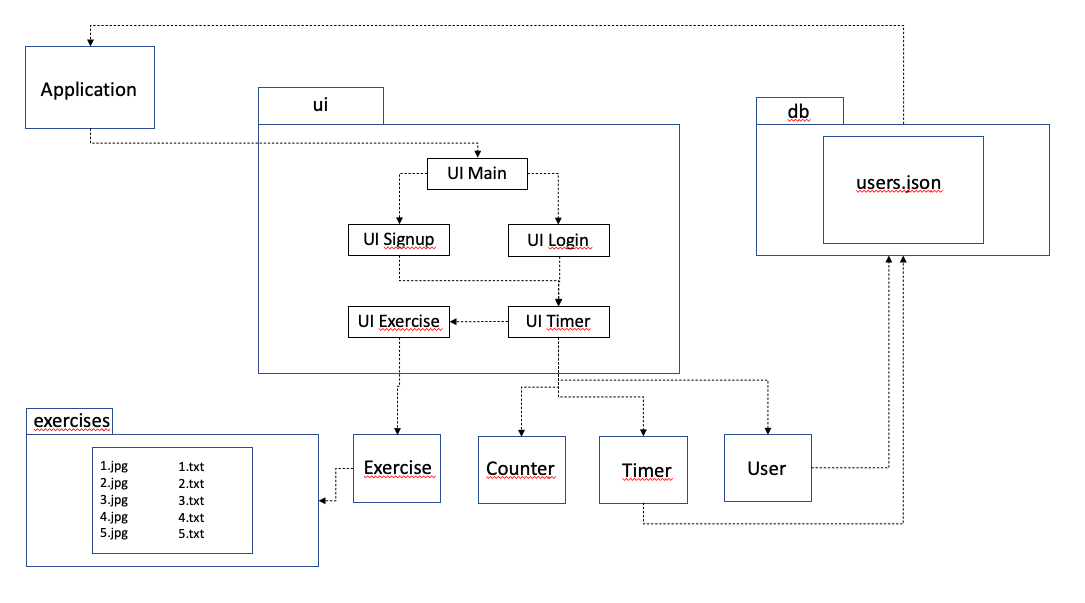 Application
ui
db
UI Main
users.json
UI Signup
UI Login
UI Exercise
UI Timer
exercises
1.jpg 1.txt
2.jpg 2.txt
3.jpg 3.txt
4.jpg 4.txt
5.jpg 5.txt
Exercise
Counter
Timer
User